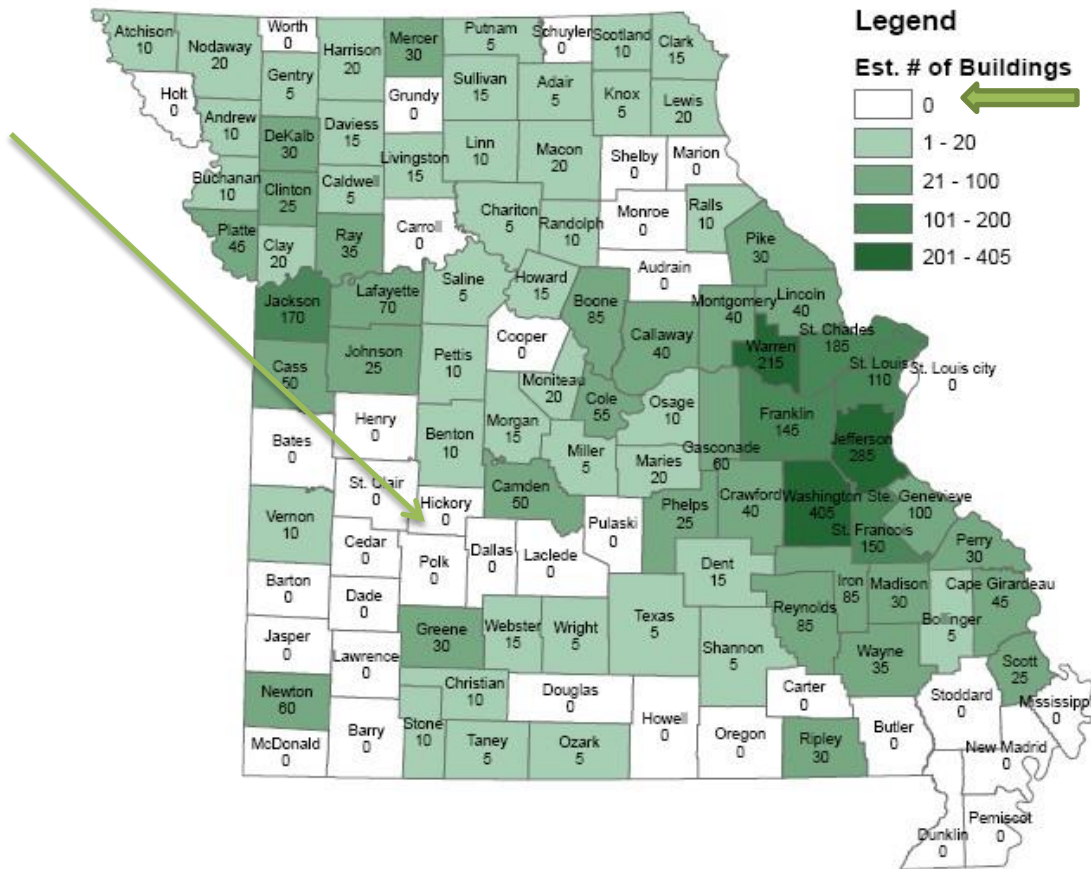 Legend
Est. # of Buildings
0
1 - 20
21 - 100
101 - 200
201 - 405
Atchison
10
Nodaway
20
Worth
0
Harrison
20
Mercer
30
Putnam
5
Schuyler
0
Scotland
10
Clark
15
Gentry
5
Holt
0
Andrew
10
DeKalb
30
Daviess
15
Grundy
0
Sullivan
15
Adair
5
Knox
5
Lewis
20
Buchanan
10
Clinton
25
Caldwell
5
Livingston
15
Linn
10
Macon
20
Shelby
0
Marion
0
Platte
45
Clay
20
Ray
35
Carroll
0
Chariton
5
Randolph
10
Monroe
0
Ralls
10
Pike
30
Audrain
0
Jackson
170
Lafayette
70
Saline
5
Howard
15
Boone
85
Callaway
40
Montgomery
40
Lincoln
40
St. Charles
185
Warren
215
St. Louis
110
St. Louis city
0
Cass
50
Johnson
25
Pettis
10
Cooper
0
Moniteau
20
Cole
55
Osage
10
Gasconade
60
Franklin
145
Jefferson
285
Bates
0
Henry
0
Benton
10
Morgan
15
Miller
5
Maries
20
Camden
50
St. Clair
0
Hickory
0
Vernon
10
Cedar
0
Polk
0
Dallas
0
Laclede
0
Pulaski
0
Phelps
25
Crawford
40
Washington
405
Ste. Genevieve
100
St. Francois
150
Perry
30
Barton
0
Dade
0
Dent
15
Iron
85
Madison
30
Cape Girardeau
45
Bollinger
5
Reynolds
85
Jasper
0
Lawrence
0
Greene
30
Webster
15
Wright
5
Texas
5
Shannon
5
Wayne
35
Scott
25
Newton
60
Christian
10
Douglas
0
Howell
0
Carter
0
Stoddard
0
Mississippi
0
McDonald
0
Barry
0
Stone
10
Taney
5
Ozark
5
Oregon
0
Ripley
30
Butler
0
New Madrid
0
Dunklin
0
Pemiscot
0